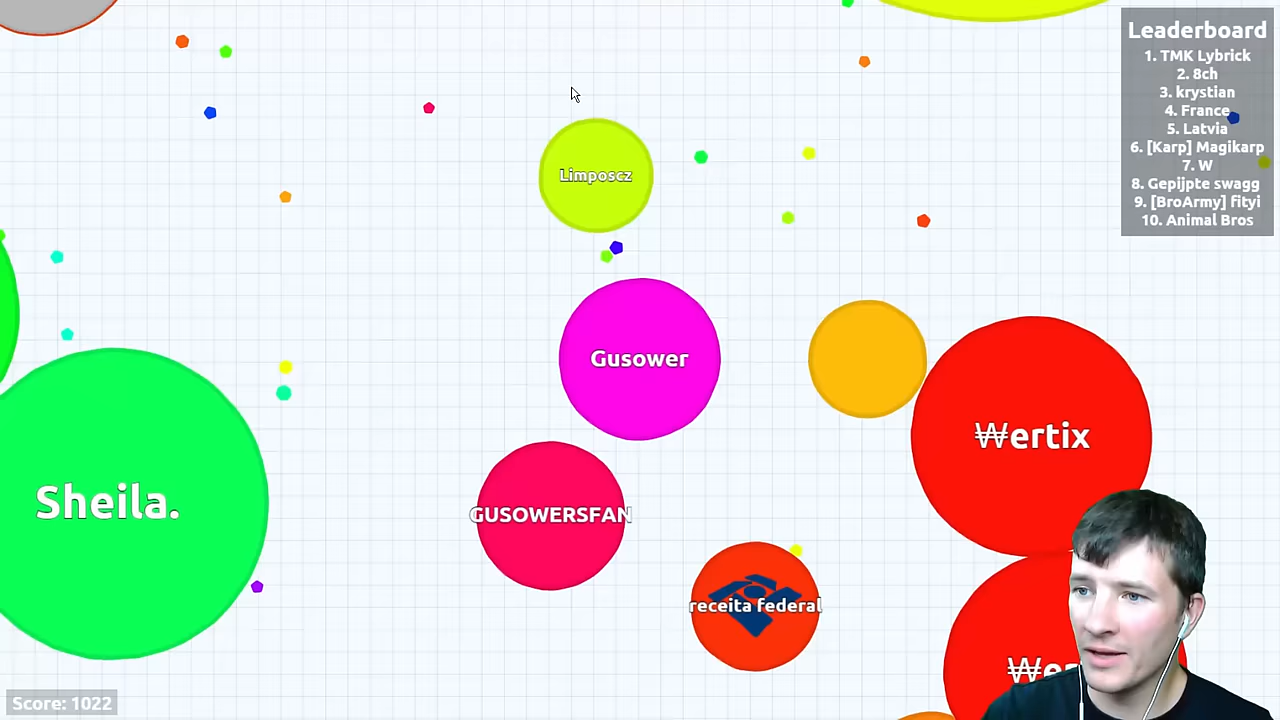 Leaderboard
1. TMK Lybrick
2. 8ch
3. krystian
4. France
5. Latvia
6. [Karp] Magikarp
7. W
8. Gepijpte swagg
9. [BroArmy] fityi
10. Animal Bros
Limposcz
Gusower
₩ertix
Sheila.
GUSOWERSFAN
receita federal
Score: 1022